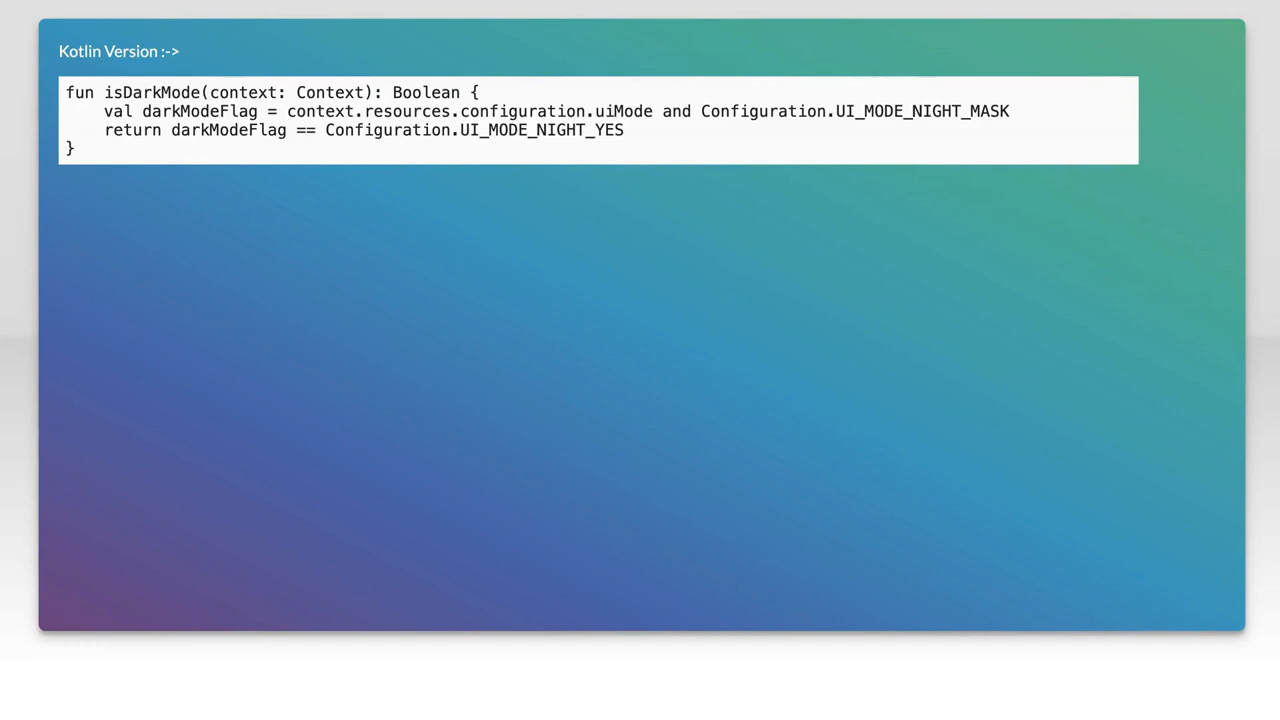 Kotlin Version :->
fun isDarkMode(context: Context): Boolean {
    val darkModeFlag = context.resources.configuration.uiMode and Configuration.UI_MODE_NIGHT_MASK
    return darkModeFlag == Configuration.UI_MODE_NIGHT_YES
}